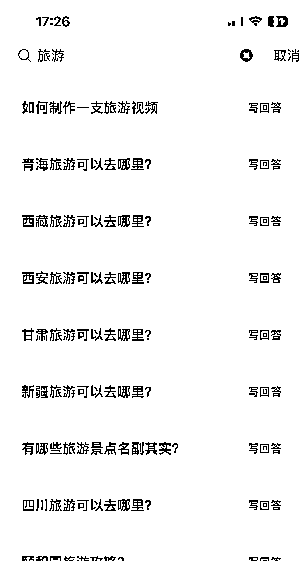 17:26
旅游
取消
如何制作一支旅游视频 写回答
青海旅游可以去哪里? 写回答
西藏旅游可以去哪里? 写回答
西安旅游可以去哪里? 写回答
甘肃旅游可以去哪里? 写回答
新疆旅游可以去哪里? 写回答
有哪些旅游景点名副其实? 写回答
四川旅游可以去哪里? 写回答